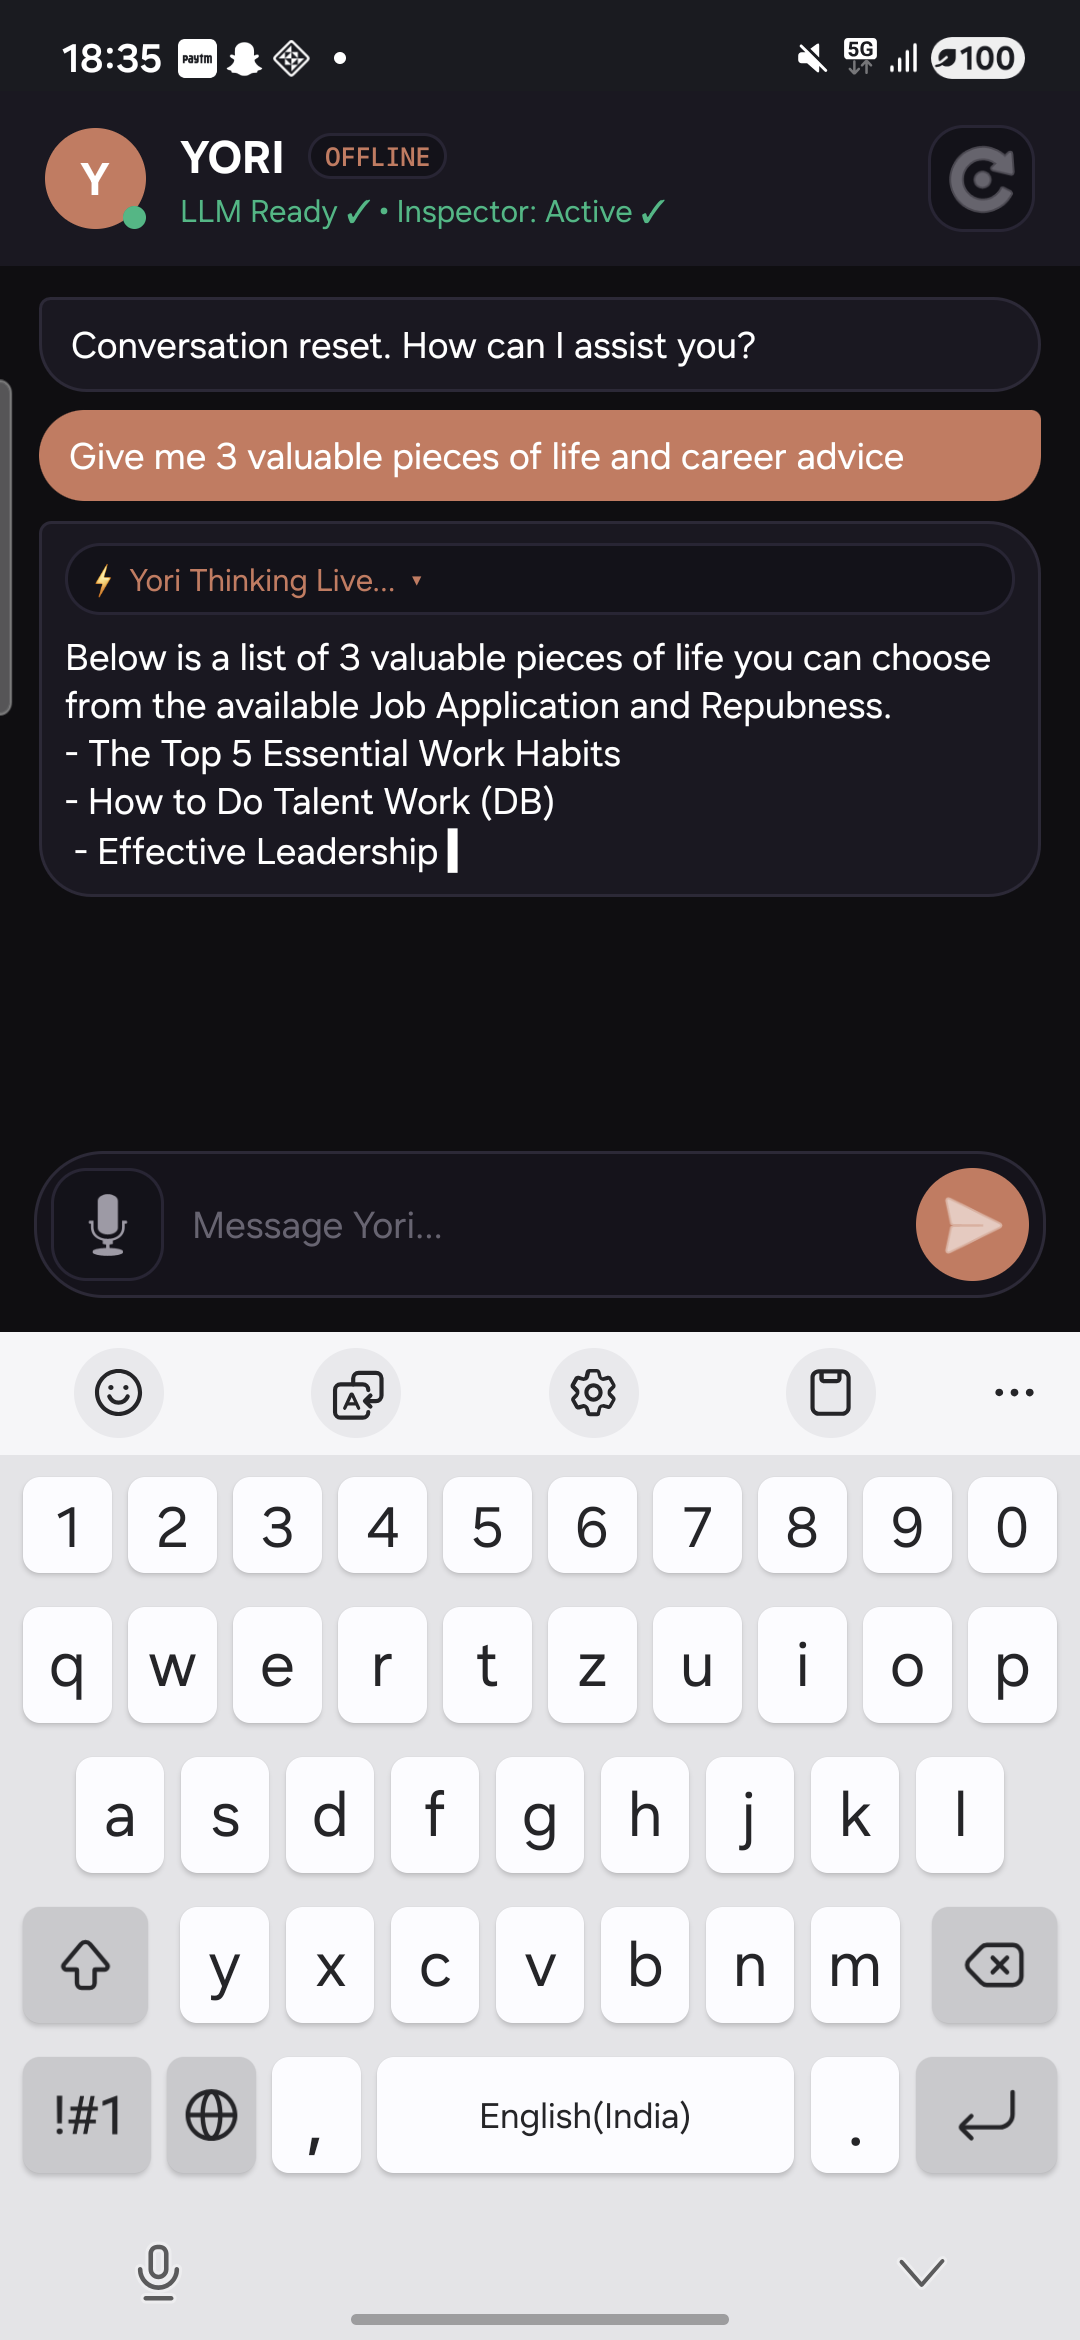 18:35 paytm 5G 100
Y
YORI OFFLINE
LLM Ready ✓ • Inspector: Active ✓
Conversation reset. How can I assist you?
Give me 3 valuable pieces of life and career advice
⚡ Yori Thinking Live... ▾
Below is a list of 3 valuable pieces of life you can choose
from the available Job Application and Repubness.
- The Top 5 Essential Work Habits
- How to Do Talent Work (DB)
- Effective Leadership
Message Yori...
A
1 2 3 4 5 6 7 8 9 0
q w e r t z u i o p
a s d f g h j k l
y x c v b n m
!#1 , English(India) .